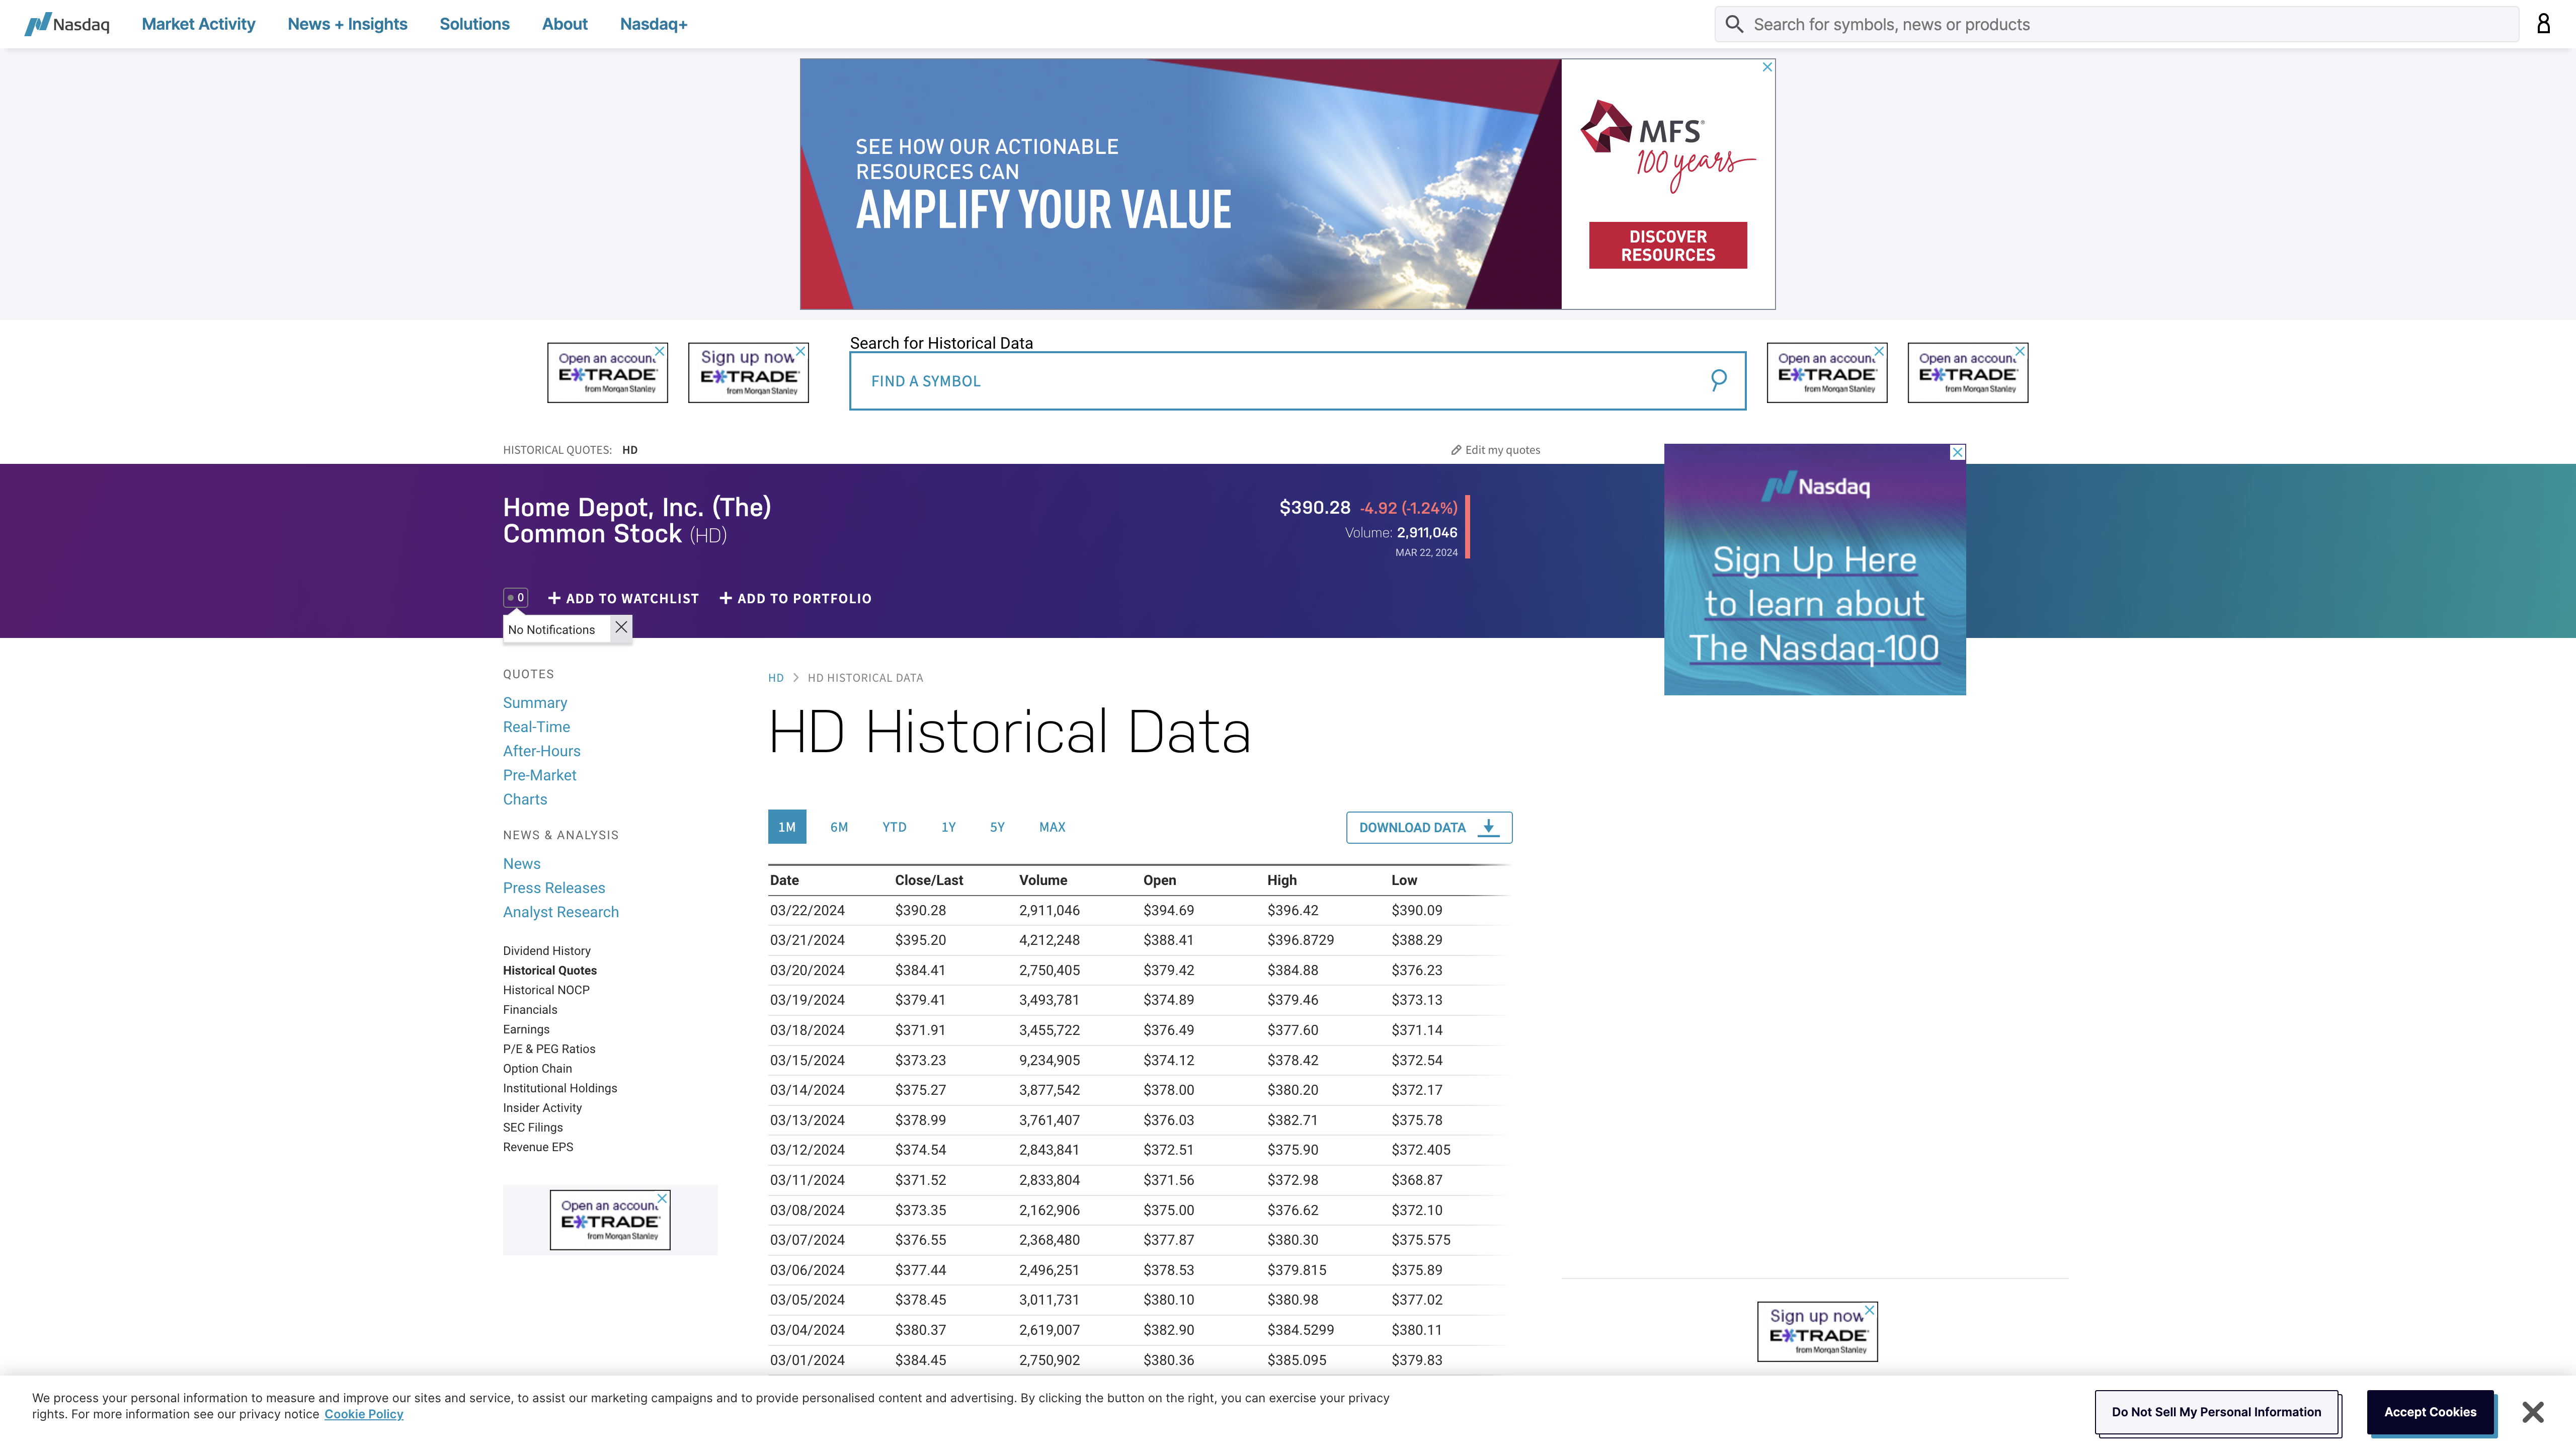 Nasdaq
Market Activity
News + Insights
Solutions
About
Nasdaq+
Search for symbols, news or products
SEE HOW OUR ACTIONABLE
RESOURCES CAN
AMPLIFY YOUR VALUE
MFS®
100 years
DISCOVER
RESOURCES
Open an account
E*TRADE
from Morgan Stanley
Sign up now
E*TRADE
from Morgan Stanley
Search for Historical Data
FIND A SYMBOL
Open an account
E*TRADE
from Morgan Stanley
Open an account
E*TRADE
from Morgan Stanley
HISTORICAL QUOTES: HD
Edit my quotes
Home Depot, Inc. (The)
Common Stock (HD)
$390.28 -4.92 (-1.24%)
Volume: 2,911,046
MAR 22, 2024
Nasdaq
Sign Up Here
to learn about
The Nasdaq-100
0
ADD TO WATCHLIST
ADD TO PORTFOLIO
No Notifications
QUOTES
Summary
Real-Time
After-Hours
Pre-Market
Charts
NEWS & ANALYSIS
News
Press Releases
Analyst Research
Dividend History
Historical Quotes
Historical NOCP
Financials
Earnings
P/E & PEG Ratios
Option Chain
Institutional Holdings
Insider Activity
SEC Filings
Revenue EPS
Open an account
E*TRADE
from Morgan Stanley
HD > HD HISTORICAL DATA
HD Historical Data
1M 6M YTD 1Y 5Y MAX
DOWNLOAD DATA
Date Close/Last Volume Open High Low
03/22/2024 $390.28 2,911,046 $394.69 $396.42 $390.09
03/21/2024 $395.20 4,212,248 $388.41 $396.8729 $388.29
03/20/2024 $384.41 2,750,405 $379.42 $384.88 $376.23
03/19/2024 $379.41 3,493,781 $374.89 $379.46 $373.13
03/18/2024 $371.91 3,455,722 $376.49 $377.60 $371.14
03/15/2024 $373.23 9,234,905 $374.12 $378.42 $372.54
03/14/2024 $375.27 3,877,542 $378.00 $380.20 $372.17
03/13/2024 $378.99 3,761,407 $376.03 $382.71 $375.78
03/12/2024 $374.54 2,843,841 $372.51 $375.90 $372.405
03/11/2024 $371.52 2,833,804 $371.56 $372.98 $368.87
03/08/2024 $373.35 2,162,906 $375.00 $376.62 $372.10
03/07/2024 $376.55 2,368,480 $377.87 $380.30 $375.575
03/06/2024 $377.44 2,496,251 $378.53 $379.815 $375.89
03/05/2024 $378.45 3,011,731 $380.10 $380.98 $377.02
03/04/2024 $380.37 2,619,007 $382.90 $384.5299 $380.11
03/01/2024 $384.45 2,750,902 $380.36 $385.095 $379.83
Sign up now
E*TRADE
from Morgan Stanley
We process your personal information to measure and improve our sites and service, to assist our marketing campaigns and to provide personalised content and advertising. By clicking the button on the right, you can exercise your privacy
rights. For more information see our privacy notice Cookie Policy
Do Not Sell My Personal Information
Accept Cookies